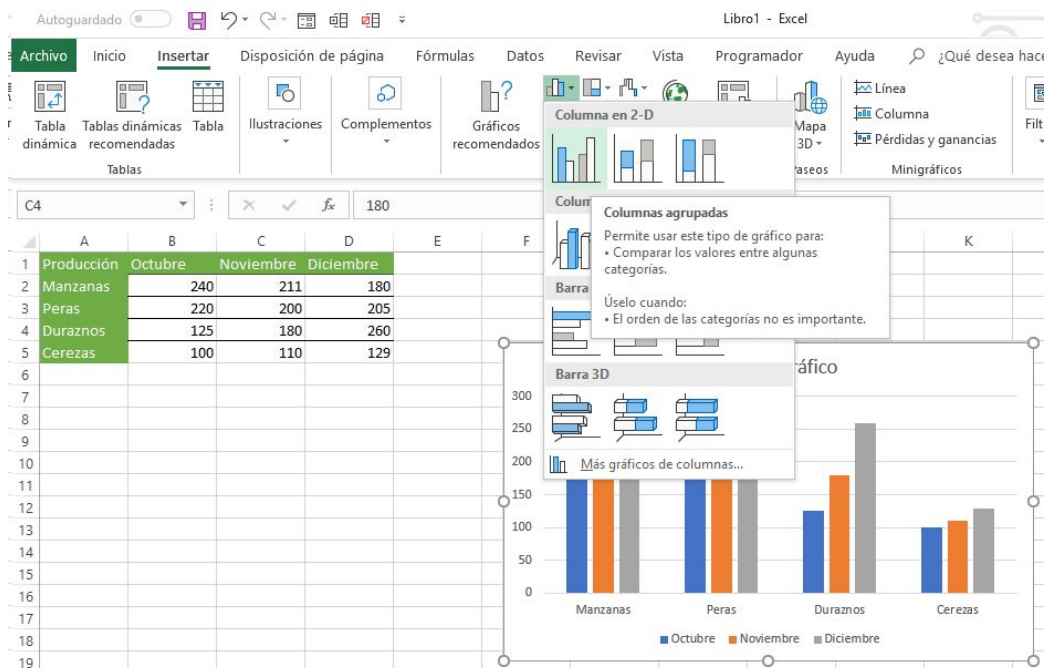 Autoguardado
Libro1 - Excel
Archivo Inicio Insertar Disposición de página Fórmulas Datos Revisar Vista Programador Ayuda ¿Qué desea hace
Tabla dinámica
Tablas dinámicas recomendadas
Tabla
Ilustraciones
Complementos
Gráficos recomendados
Mapa 3D
Línea
Columna
Pérdidas y ganancias
Filt
Tablas
Paseos
Minigráficos
Columna en 2-D
Colum
Columnas agrupadas
Permite usar este tipo de gráfico para:
• Comparar los valores entre algunas
categorías.
Úselo cuando:
• El orden de las categorías no es importante.
Barra
Barra 3D
Más gráficos de columnas...
C4 fx 180
A B C D E F K
1 Producción Octubre Noviembre Diciembre
2 Manzanas 240 211 180
3 Peras 220 200 205
4 Duraznos 125 180 260
5 Cerezas 100 110 129
6
7
8
9
10
11
12
13
14
15
16
17
18
19
ráfico
300
250
200
150
100
50
0
Manzanas Peras Duraznos Cerezas
Octubre Noviembre Diciembre